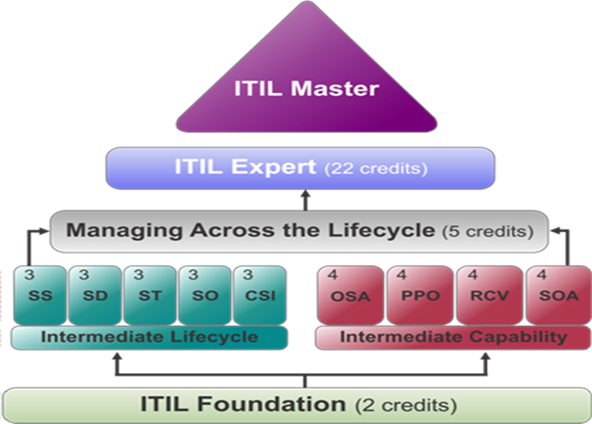 ITIL Master
ITIL Expert (22 credits)
Managing Across the Lifecycle (5 credits)
3 3 3 3 3 4 4 4 4
SS SD ST SO CSI OSA PPO RCV SOA
Intermediate Lifecycle Intermediate Capability
ITIL Foundation (2 credits)